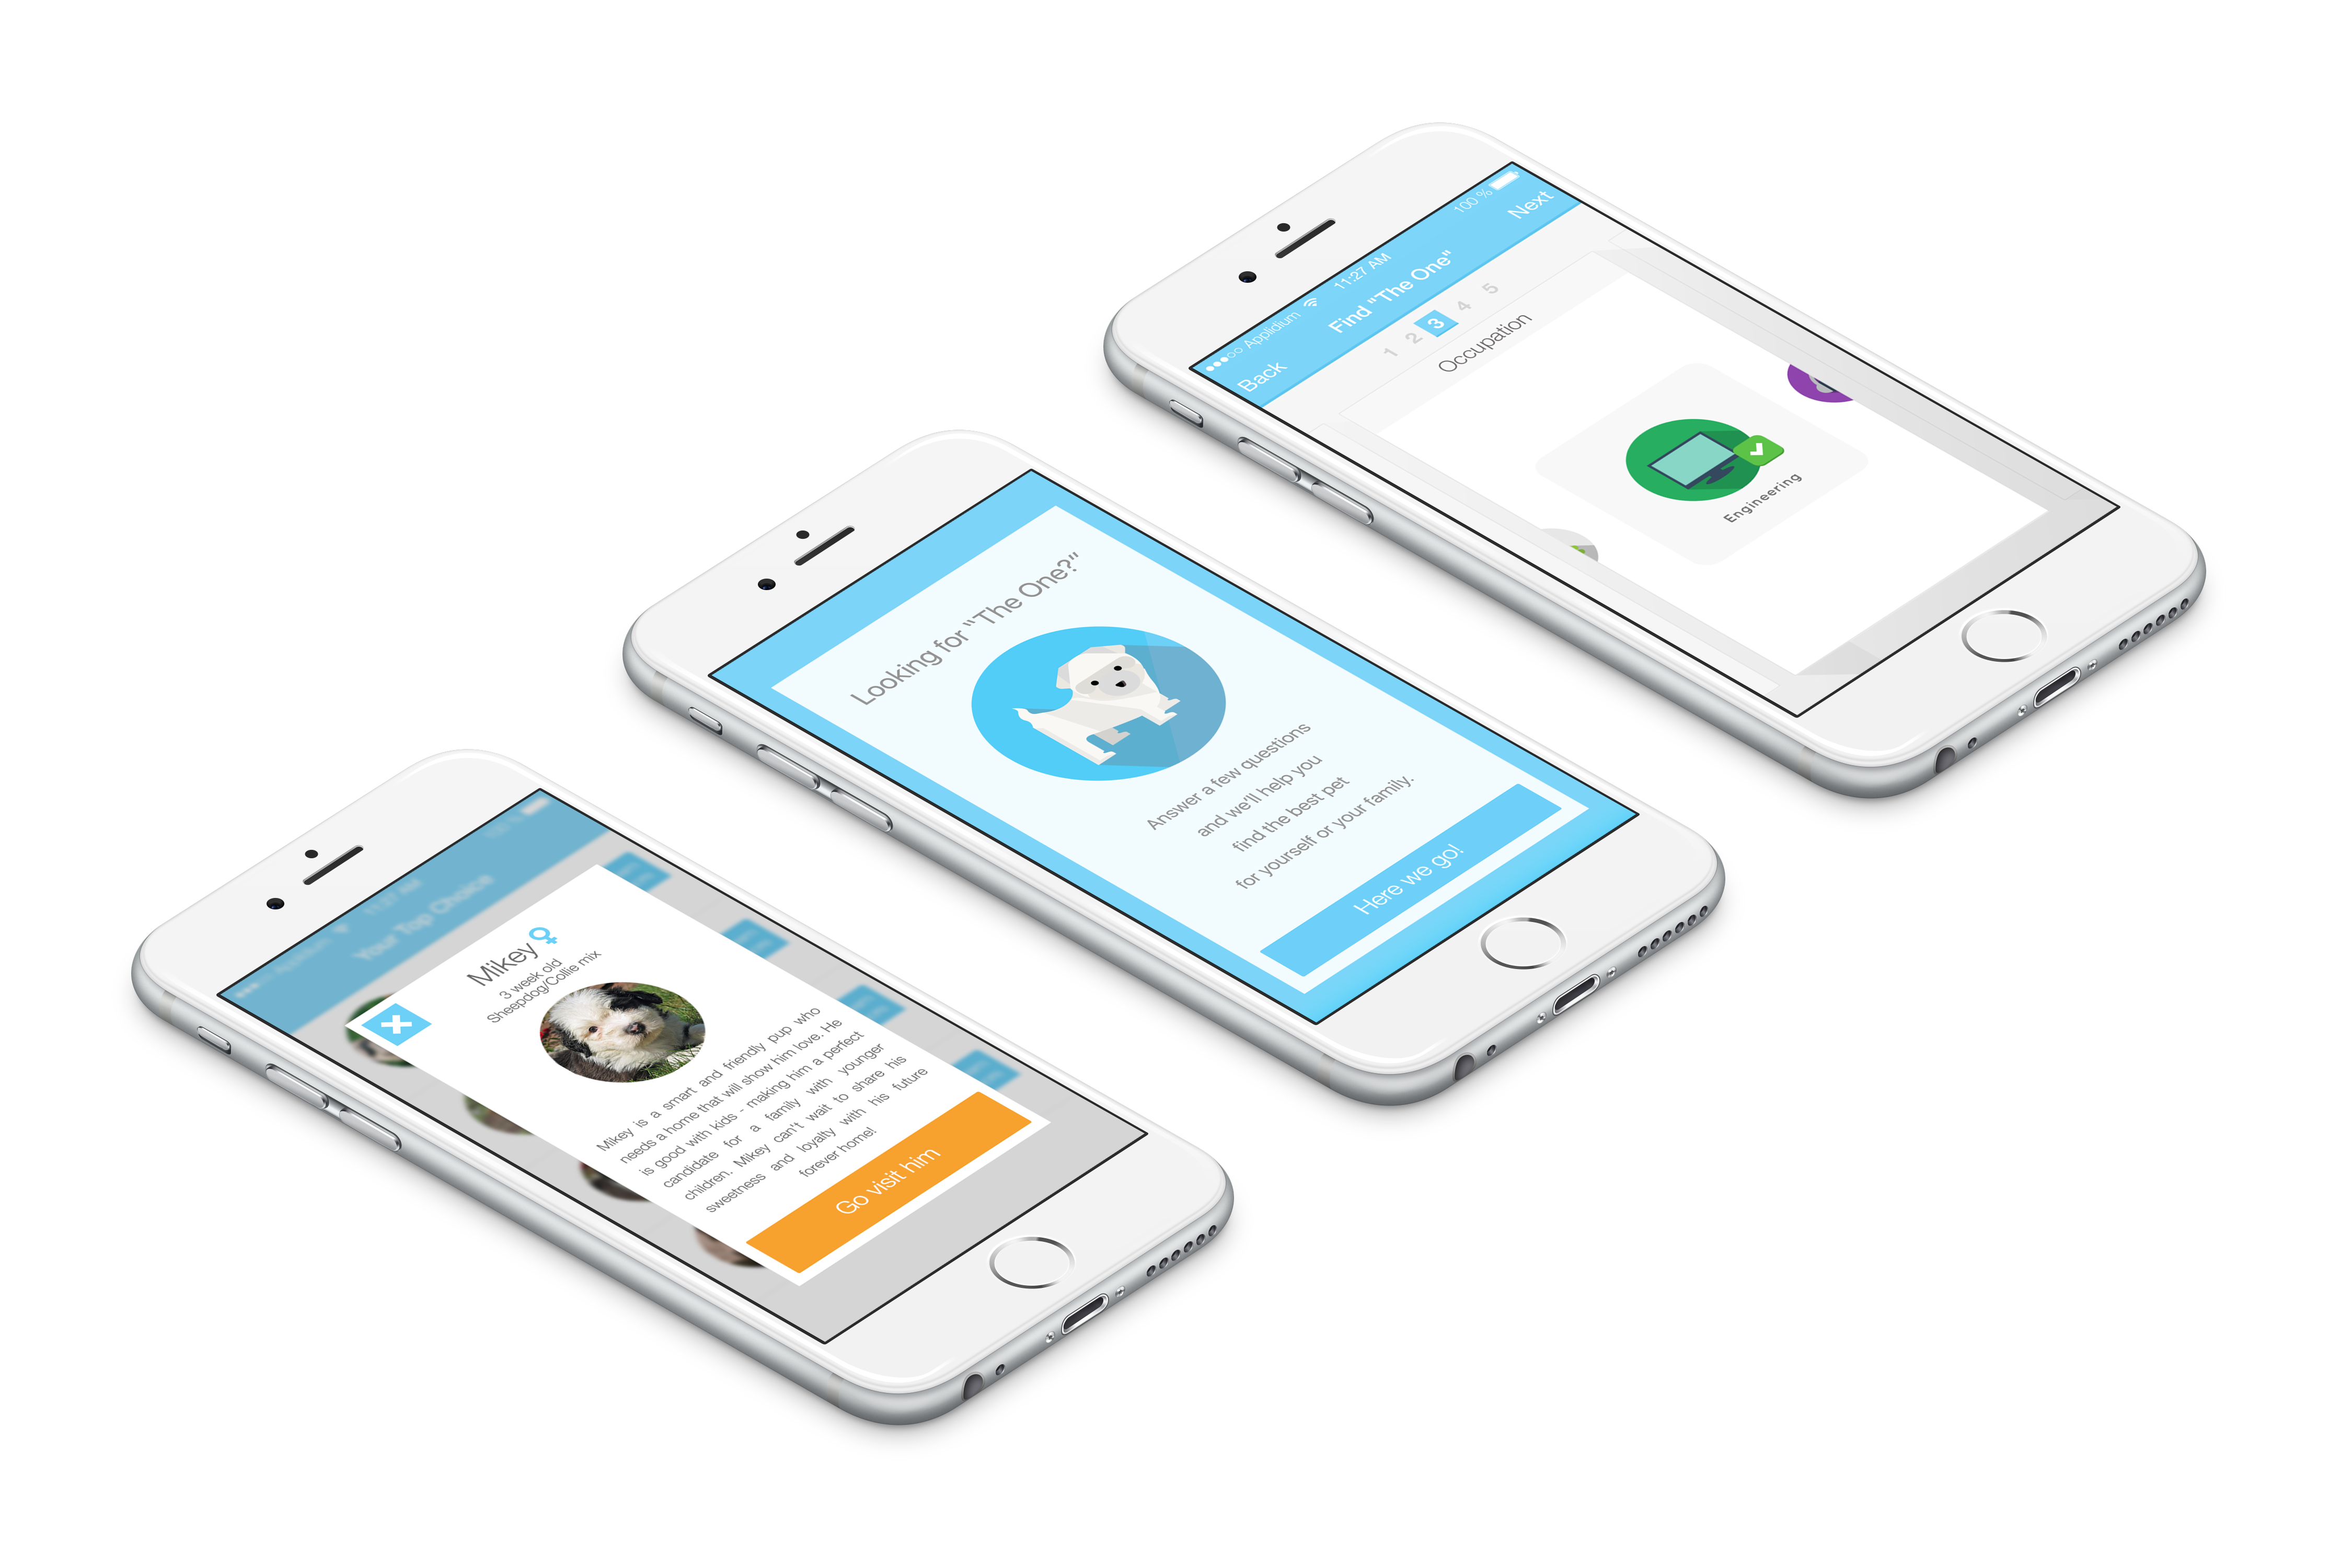 Applidium 11:27 AM 100 %
Back Find "The One" Next
1 2 3 4 5
Occupation
Engineering
Looking for "The One?"
Answer a few questions
and we'll help you
find the best pet
for yourself or your family.
Here we go!
Applidium 11:27 AM 100 %
Your Top Choice
Mikey
3 week old
Sheepdog/Collie mix
Mikey is a smart and friendly pup who
needs a home that will show him love. He
is good with kids - making him a perfect
candidate for a family with younger
children. Mikey can't wait to share his
sweetness and loyalty with his future
forever home!
Go visit him